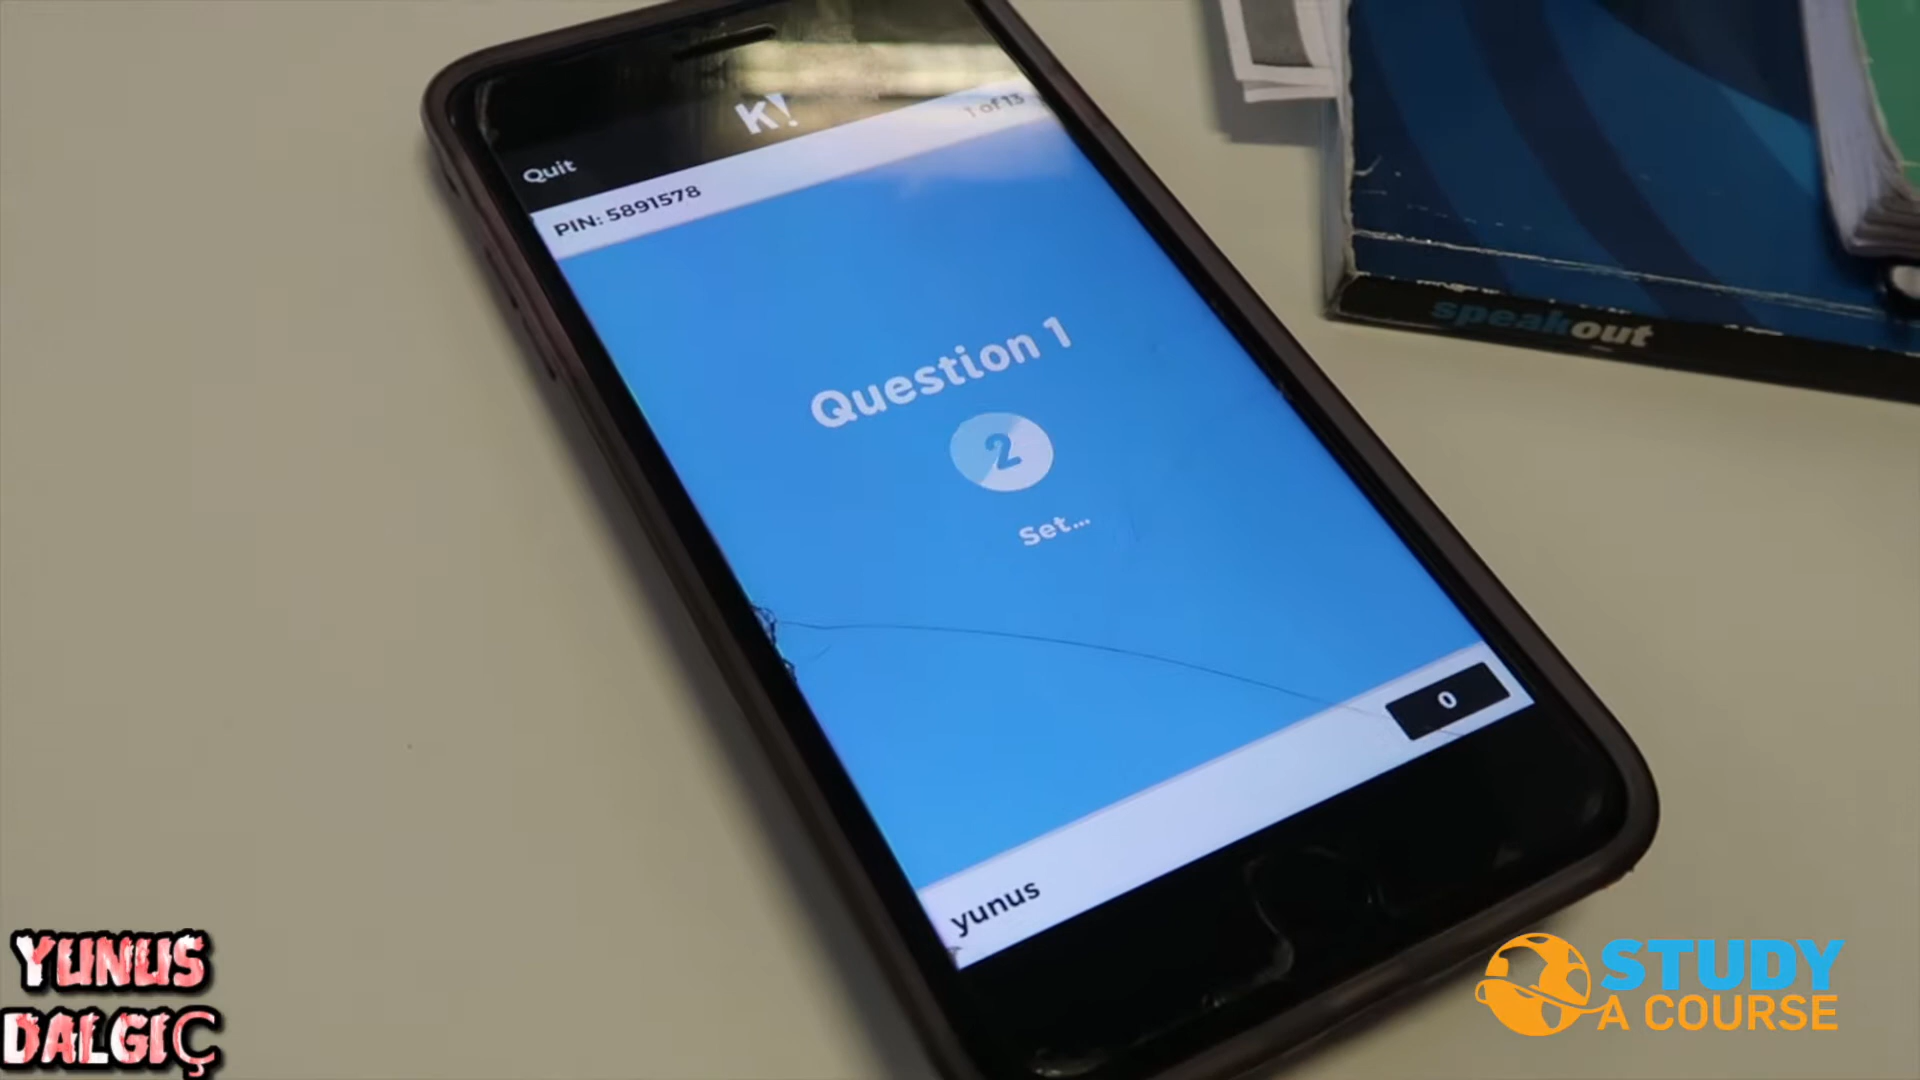 K!
1 of 13
Quit
PIN: 5891578
Question 1
2
Set...
0
yunus
speakout
YUNUS
DALGIÇ
STUDY
A COURSE